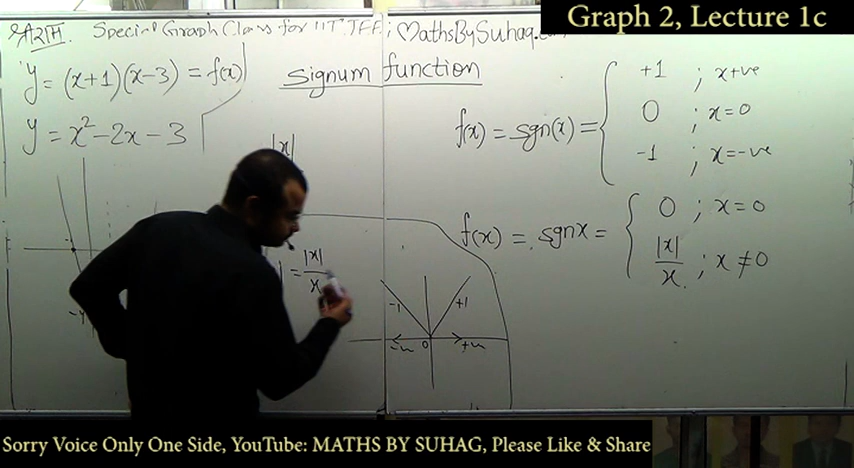 Graph 2, Lecture 1c
श्रीराम. Special Graph Class for IIT JEE ; MathsBySuhag.com
y = (x+1)(x-3) = f(x)
y = x² - 2x - 3
Signum function
f(x) = sgn(x) =
+1 ; x+ve
0 ; x=0
-1 ; x=-ve
f(x) = sgnx =
0 ; x=0
|x|/x ; x ≠ 0
|x|
= |x|/x
-1
+1
0
Sorry Voice Only One Side, YouTube: MATHS BY SUHAG, Please Like & Share